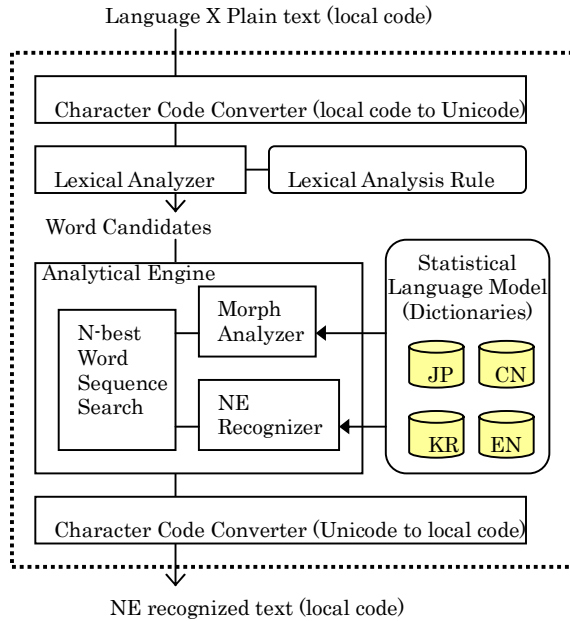 Language X Plain text (local code)
Character Code Converter (local code to Unicode)
Lexical Analyzer
Lexical Analysis Rule
Word Candidates
Analytical Engine
N-best
Word
Sequence
Search
Morph
Analyzer
NE
Recognizer
Statistical
Language Model
(Dictionaries)
JP
CN
KR
EN
Character Code Converter (Unicode to local code)
NE recognized text (local code)